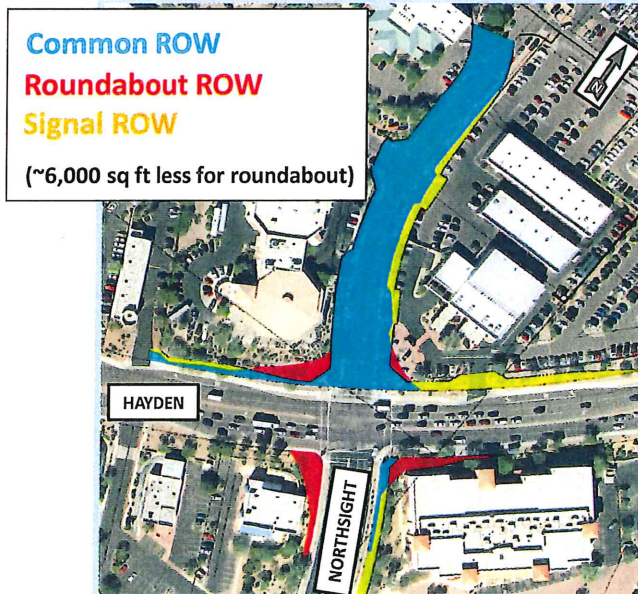 Common ROW
Roundabout ROW
Signal ROW
(~6,000 sq ft less for roundabout)
N
HAYDEN
NORTHSIGHT